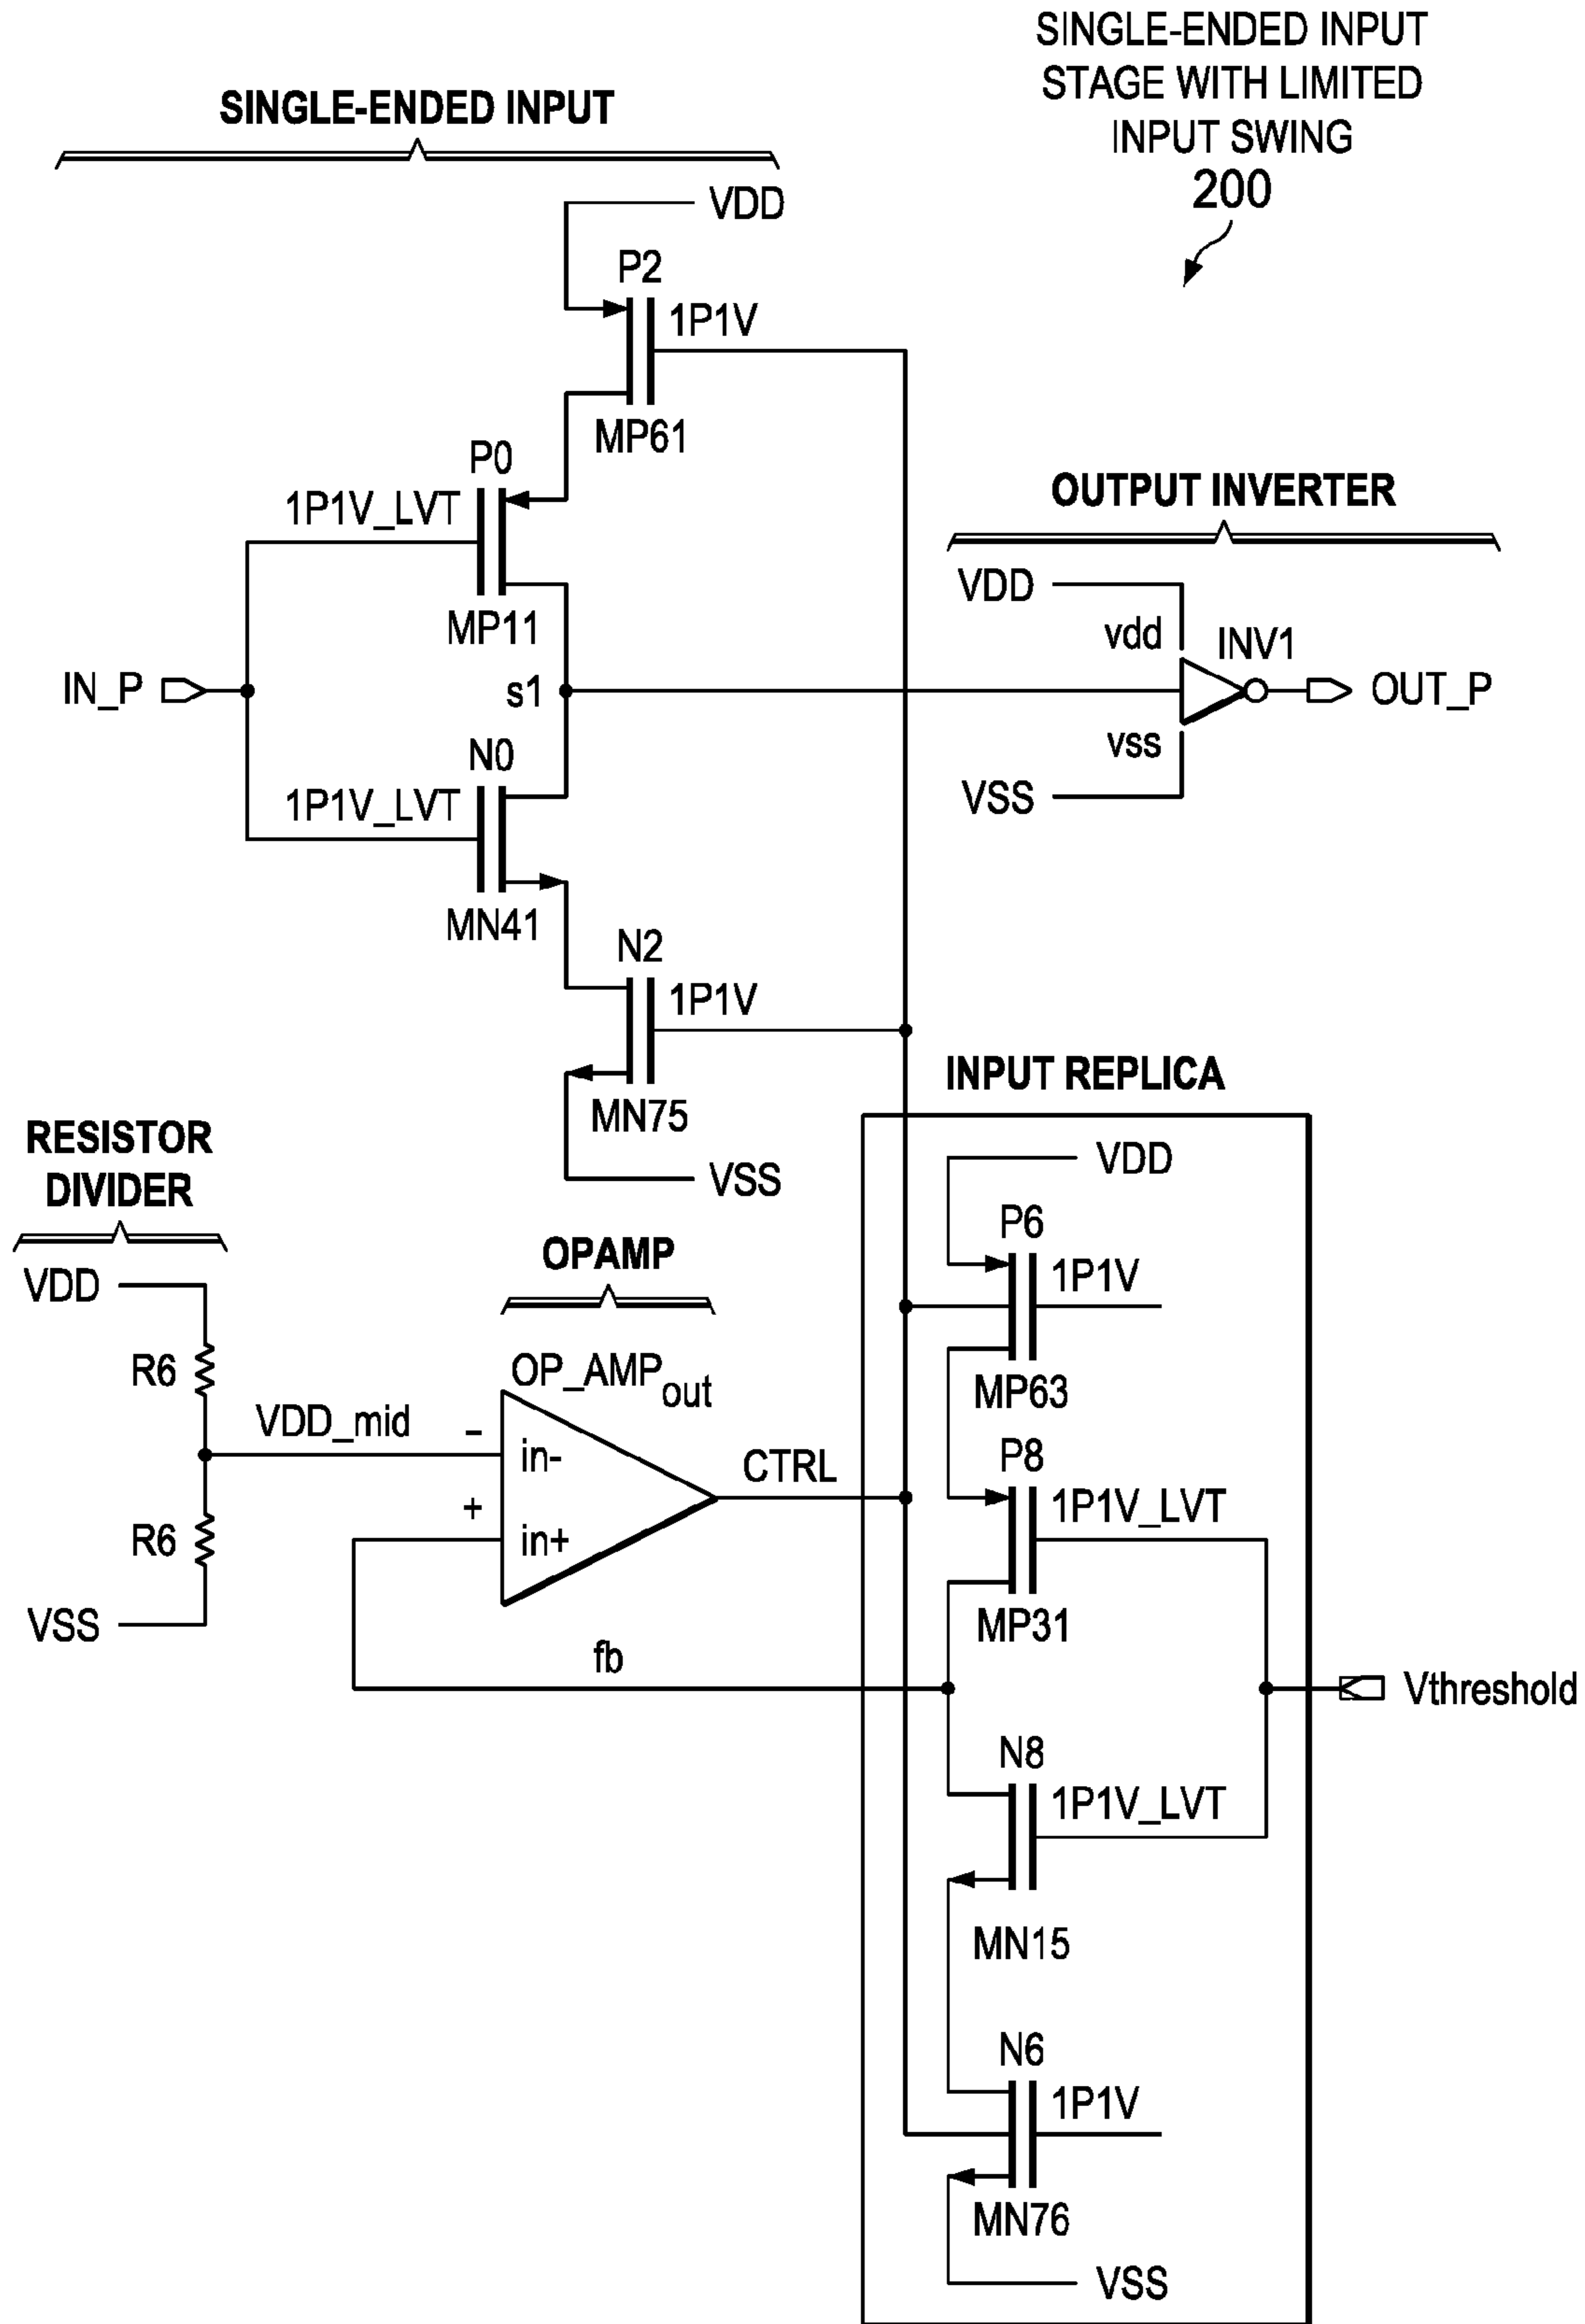 SINGLE-ENDED INPUT
STAGE WITH LIMITED
INPUT SWING
200
SINGLE-ENDED INPUT
VDD
P2
1P1V
MP61
P0
1P1V_LVT
MP11
OUTPUT INVERTER
VDD
vdd
INV1
IN_P
s1
OUT_P
vss
VSS
N0
1P1V_LVT
MN41
N2
1P1V
MN75
VSS
INPUT REPLICA
VDD
P6
1P1V
MP63
P8
1P1V_LVT
MP31
RESISTOR
DIVIDER
VDD
R6
VDD_mid
R6
VSS
OPAMP
OP_AMPout
-
in-
+
in+
CTRL
fb
Vthreshold
N8
1P1V_LVT
MN15
N6
1P1V
MN76
VSS